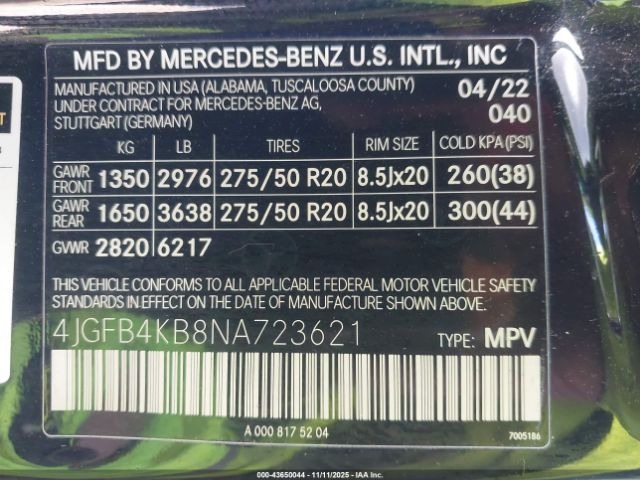 MFD BY MERCEDES-BENZ U.S. INTL., INC
MANUFACTURED IN USA (ALABAMA, TUSCALOOSA COUNTY) 04/22
UNDER CONTRACT FOR MERCEDES-BENZ AG, 040
STUTTGART (GERMANY)
KG LB TIRES RIM SIZE COLD KPA(PSI)
GAWR FRONT 1350 2976 275/50 R20 8.5Jx20 260(38)
GAWR REAR 1650 3638 275/50 R20 8.5Jx20 300(44)
GVWR 2820 6217
THIS VEHICLE CONFORMS TO ALL APPLICABLE FEDERAL MOTOR VEHICLE SAFETY
STANDARDS IN EFFECT ON THE DATE OF MANUFACTURE SHOWN ABOVE.
4JGFB4KB8NA723621 TYPE: MPV
A 000 817 52 04 7005186
000-43650044 - 11/11/2025 - IAA Inc.